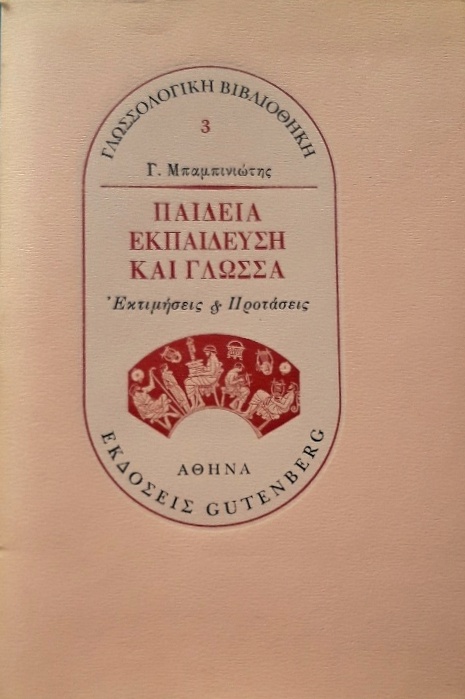 ΓΛΩΣΣΟΛΟΓΙΚΗ ΒΙΒΛΙΟΘΗΚΗ
3
Γ. Μπαμπινιώτης
ΠΑΙΔΕΙΑ
ΕΚΠΑΙΔΕΥΣΗ
ΚΑΙ ΓΛΩΣΣΑ
Ἐκτιμήσεις & Προτάσεις
ΑΘΗΝΑ
ΕΚΔΟΣΕΙΣ GUTENBERG